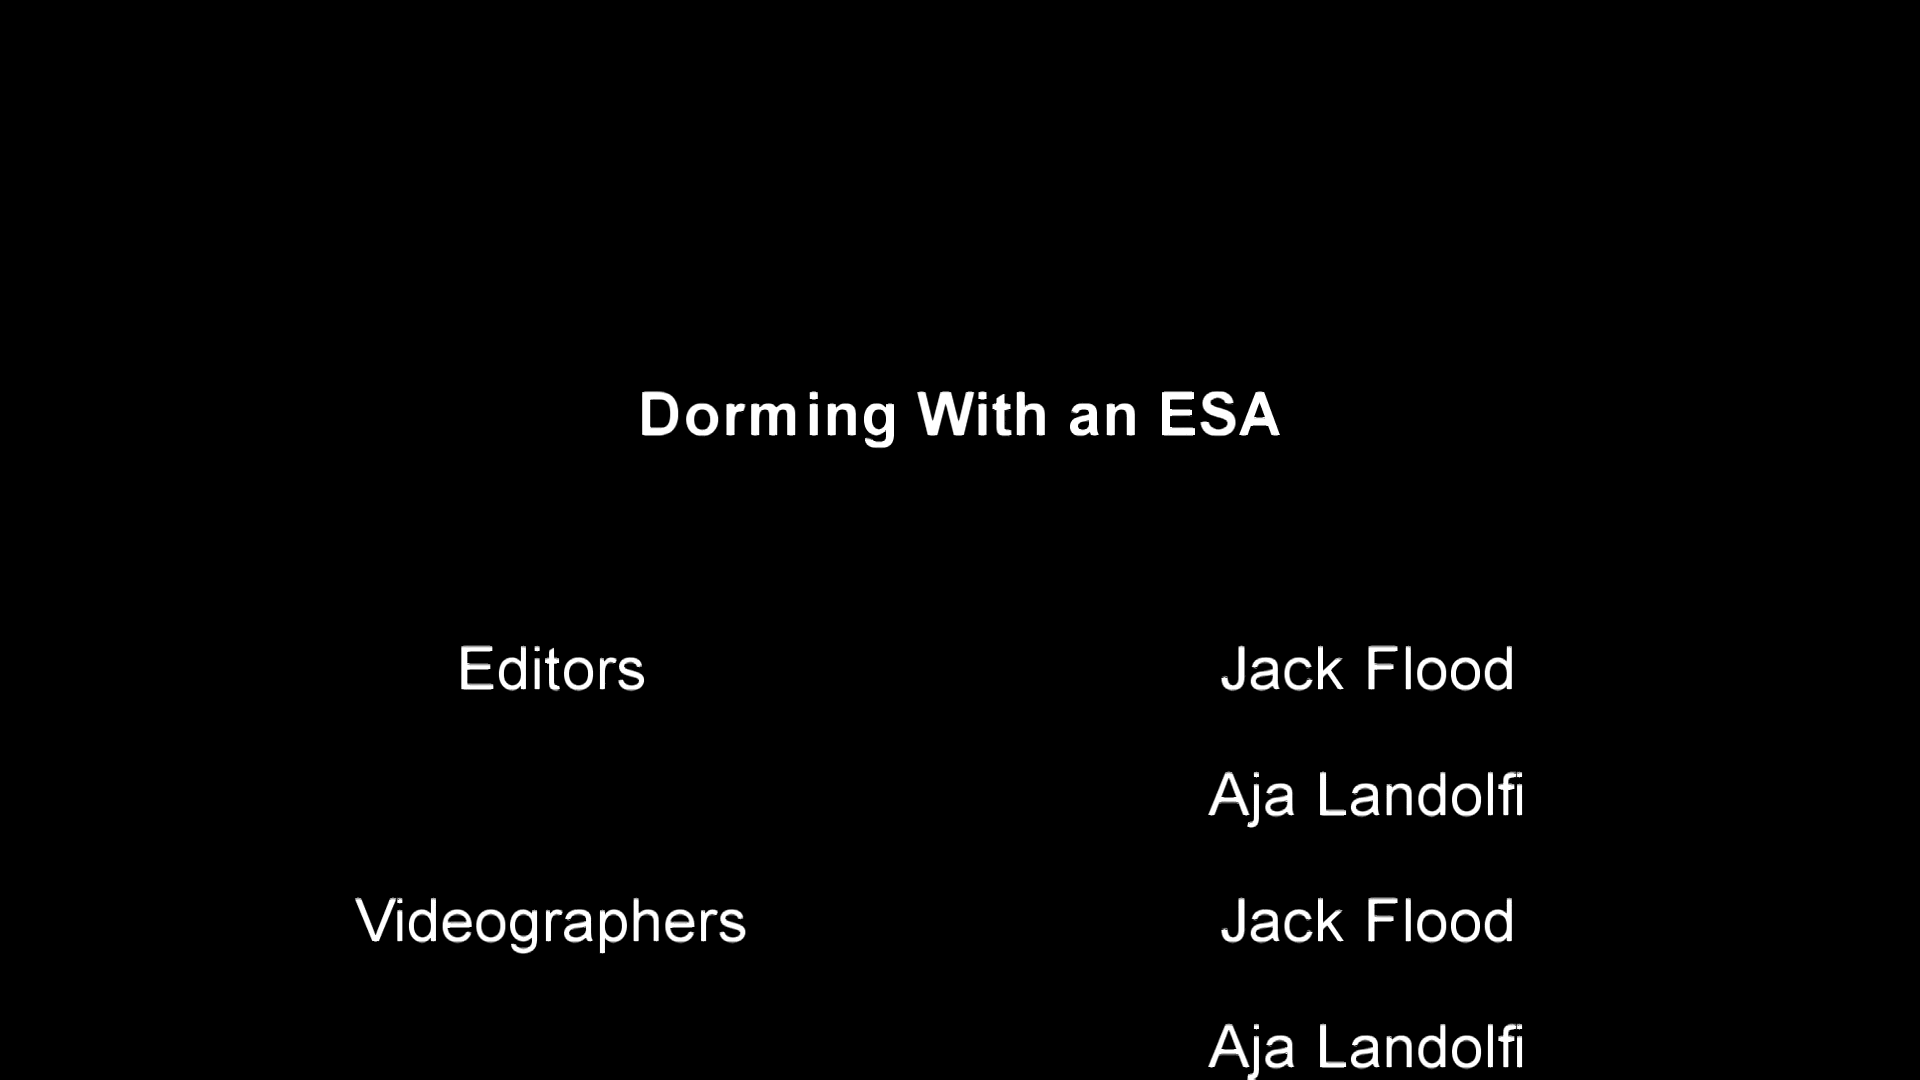 Dorming With an ESA
Editors Jack Flood
Aja Landolfi
Videographers Jack Flood
Aja Landolfi